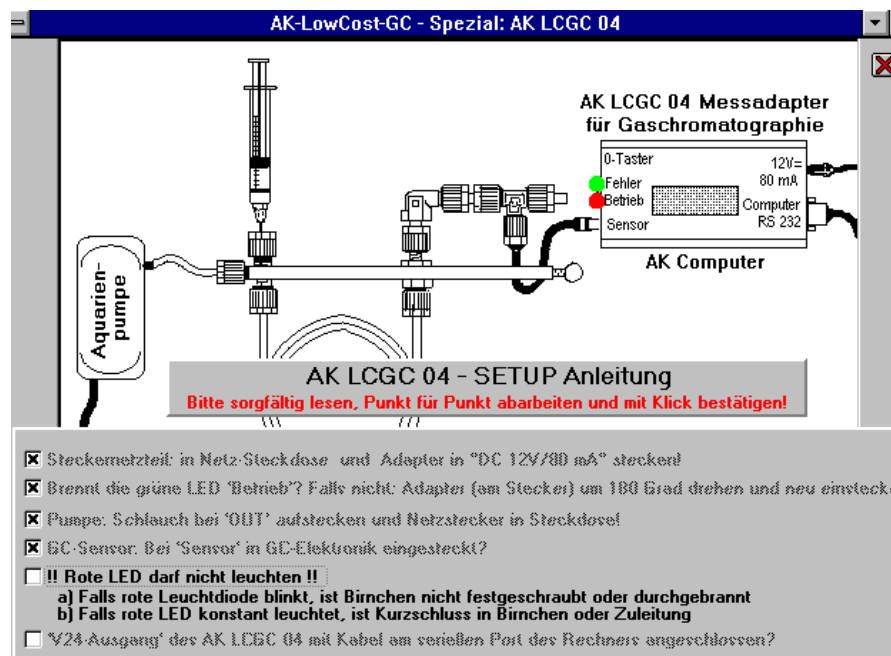 AK-LowCost-GC - Spezial: AK LCGC 04
AK LCGC 04 Messadapter
für Gaschromatographie
0-Taster
12V=
80 mA
Fehler
Betrieb
Computer
RS 232
Sensor
AK Computer
Aquarien-
pumpe
AK LCGC 04 - SETUP Anleitung
Bitte sorgfältig lesen, Punkt für Punkt abarbeiten und mit Klick bestätigen!
Steckernetzteil: in Netz-Steckdose und Adapter in "DC 12V/80 mA" stecken!
Brennt die grüne LED 'Betrieb'? Falls nicht: Adapter (am Stecker) um 180 Grad drehen und neu einsteck
Pumpe: Schlauch bei 'OUT' aufstecken und Netzstecker in Steckdose!
GC-Sensor: Bei 'Sensor' in GC-Elektronik eingesteckt?
!! Rote LED darf nicht leuchten !!
a) Falls rote Leuchtdiode blinkt, ist Birnchen nicht festgeschraubt oder durchgebrannt
b) Falls rote LED konstant leuchtet, ist Kurzschluss in Birnchen oder Zuleitung
'V24-Ausgang' des AK LCGC 04 mit Kabel am seriellen Port des Rechners angeschlossen?